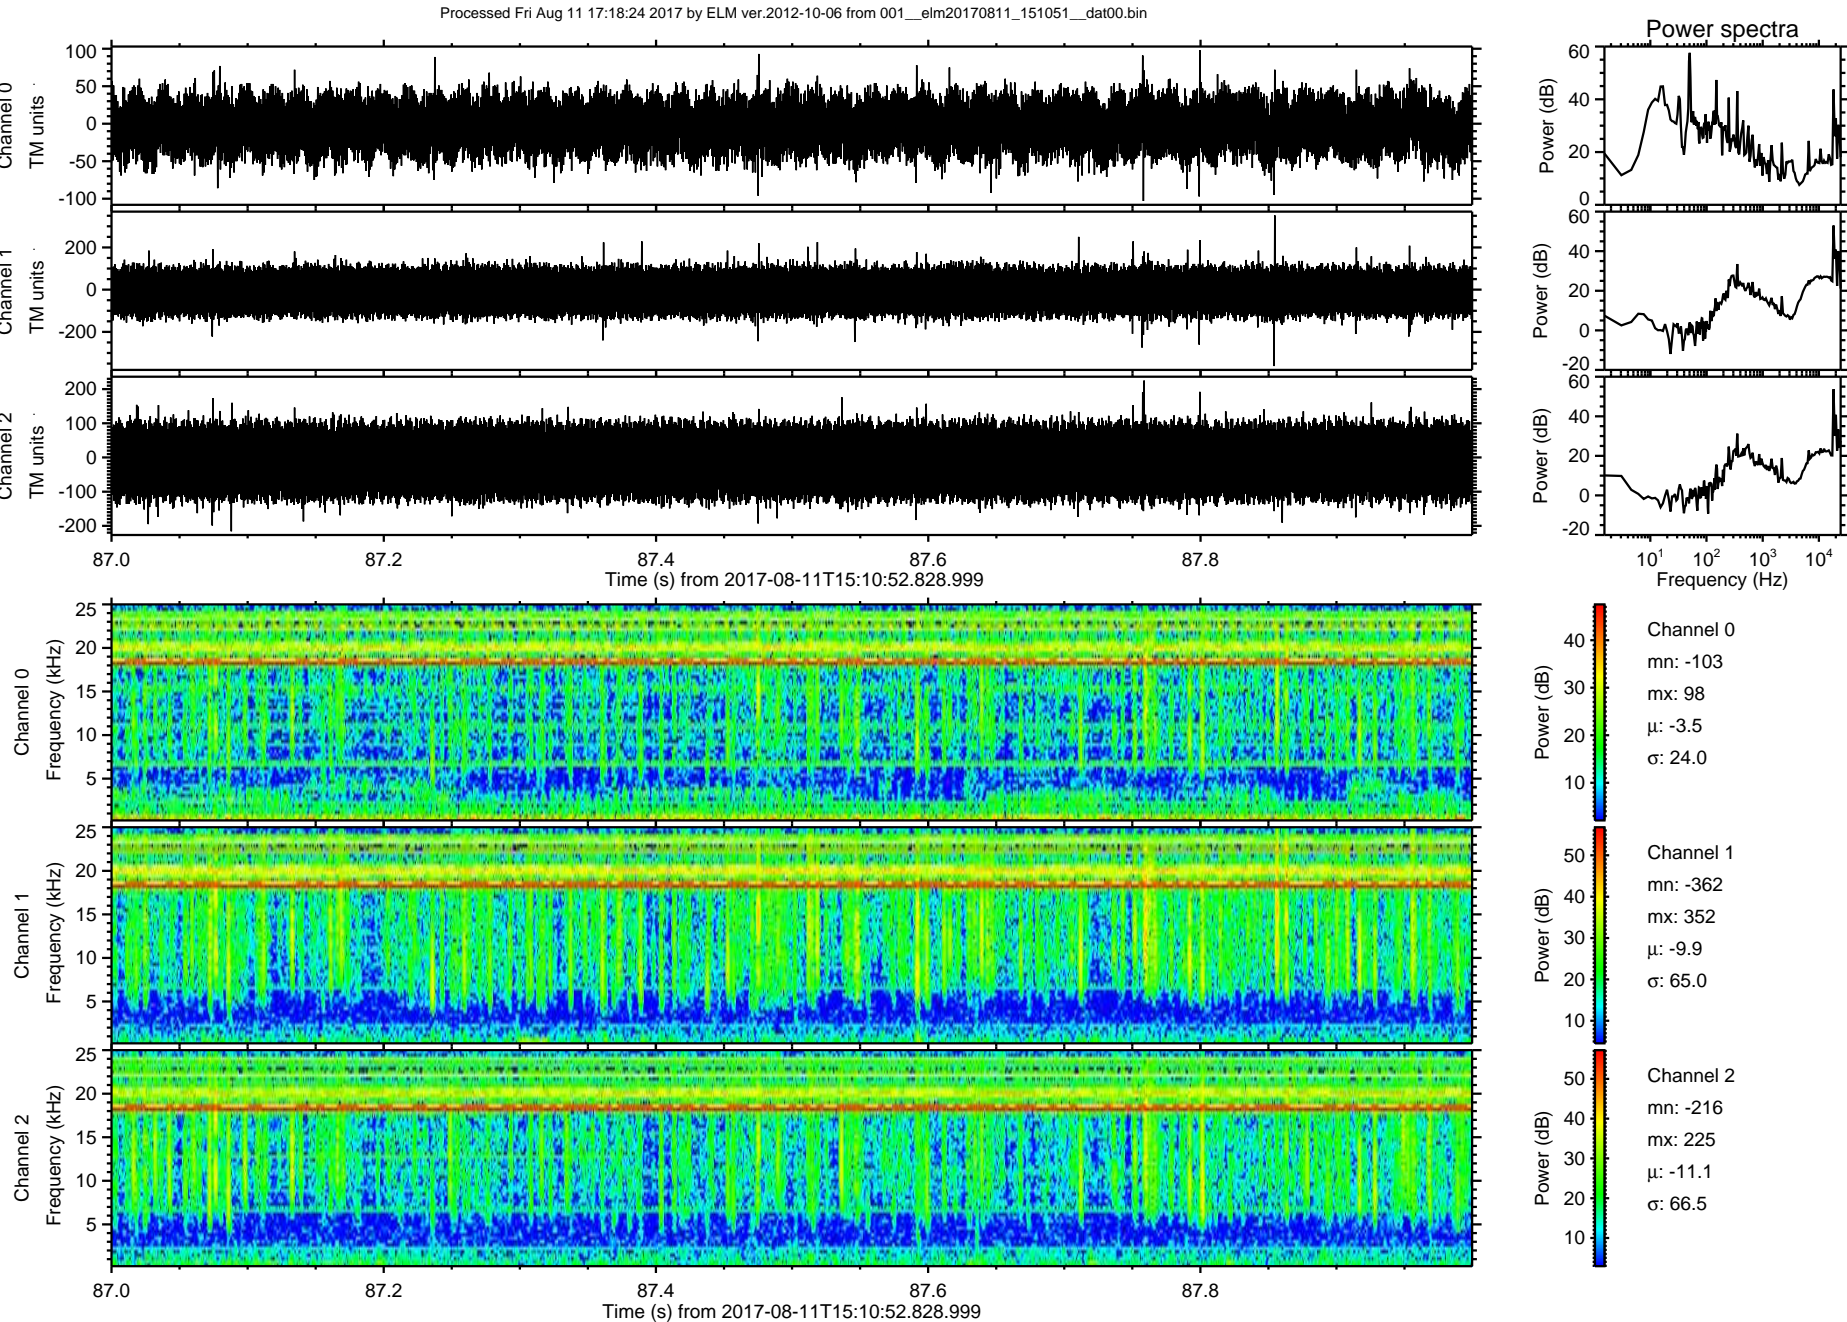 Processed Fri Aug 11 17:18:24 2017 by ELM ver.2012-10-06 from 001__elm20170811_151051__dat00.bin
Power spectra
Channel 0
TM units
100
50
0
-50
-100
Power (dB)
60
40
20
0
Channel 1
TM units
200
0
-200
Power (dB)
60
40
20
0
-20
Channel 2
TM units
200
100
0
-100
-200
Power (dB)
60
40
20
0
-20
87.0 87.2 87.4 87.6 87.8
Time (s) from 2017-08-11T15:10:52.828.999
10^1 10^2 10^3 10^4
Frequency (Hz)
Channel 0
Frequency (kHz)
25
20
15
10
5
Power (dB)
40
30
20
10
Channel 0
mn: -103
mx: 98
µ: -3.5
σ: 24.0
Channel 1
Frequency (kHz)
25
20
15
10
5
Power (dB)
50
40
30
20
10
Channel 1
mn: -362
mx: 352
µ: -9.9
σ: 65.0
Channel 2
Frequency (kHz)
25
20
15
10
5
Power (dB)
50
40
30
20
10
Channel 2
mn: -216
mx: 225
µ: -11.1
σ: 66.5
87.0 87.2 87.4 87.6 87.8
Time (s) from 2017-08-11T15:10:52.828.999